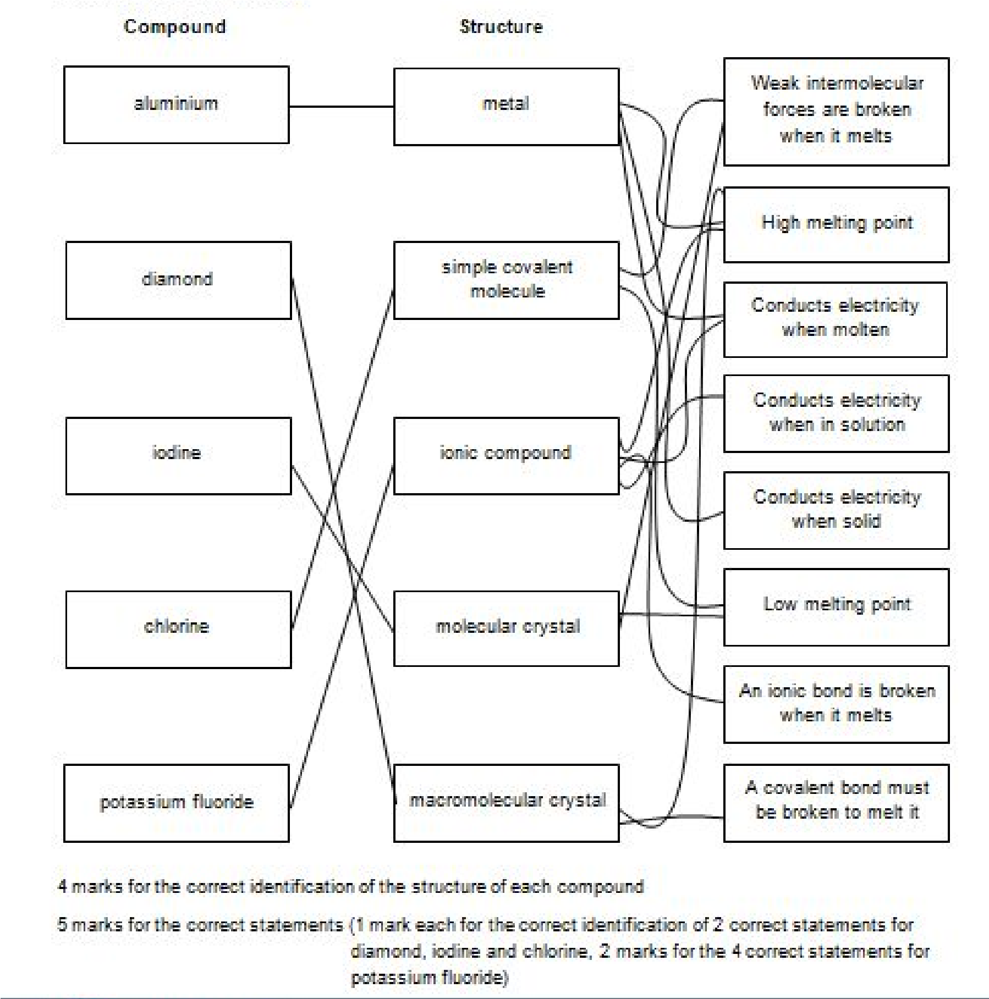 Compound
Structure
aluminium
metal
Weak intermolecular
forces are broken
when it melts
High melting point
diamond
simple covalent
molecule
Conducts electricity
when molten
iodine
ionic compound
Conducts electricity
when in solution
Conducts electricity
when solid
chlorine
molecular crystal
Low melting point
An ionic bond is broken
when it melts
potassium fluoride
macromolecular crystal
A covalent bond must
be broken to melt it
4 marks for the correct identification of the structure of each compound
5 marks for the correct statements (1 mark each for the correct identification of 2 correct statements for
diamond, iodine and chlorine, 2 marks for the 4 correct statements for
potassium fluoride)